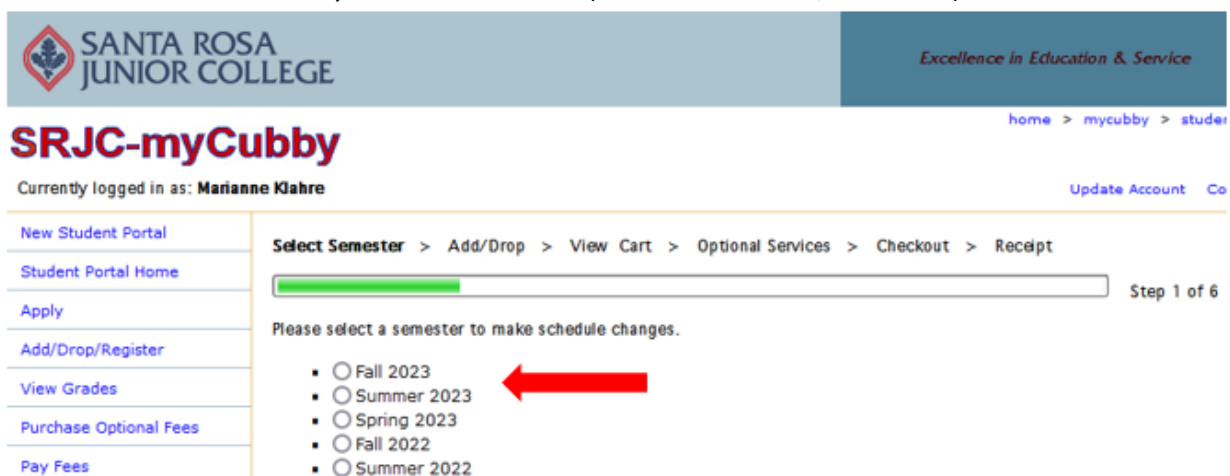 SANTA ROSA
JUNIOR COLLEGE
Excellence in Education & Service
home > mycubby >
SRJC-myCubby
Currently logged in as: Marianne Klahre
Update Account
New Student Portal
Student Portal Home
Apply
Add/Drop/Register
View Grades
Purchase Optional Fees
Pay Fees
Select Semester > Add/Drop > View Cart > Optional Services > Checkout > Receipt
Step 1 of 6
Please select a semester to make schedule changes.
Fall 2023
Summer 2023
Spring 2023
Fall 2022
Summer 2022